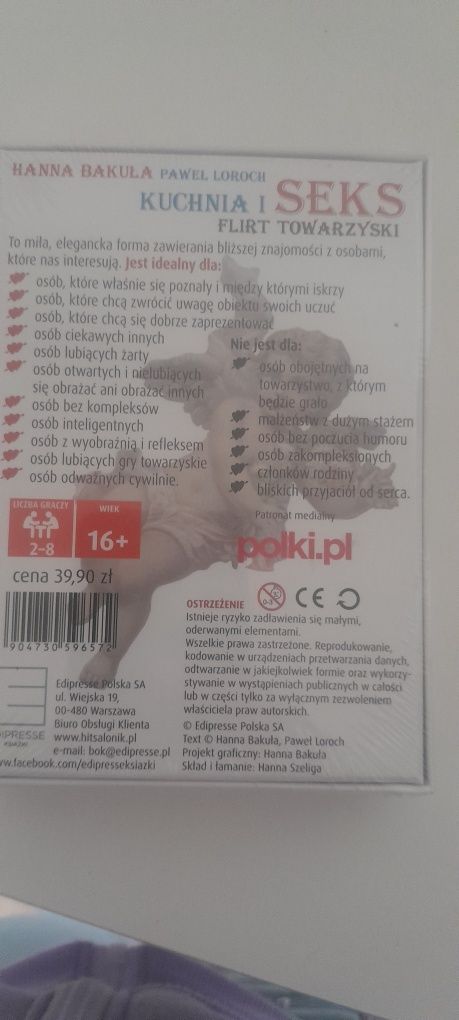 HANNA BAKUŁA PAWEŁ LOROCH
KUCHNIA I SEKS
FLIRT TOWARZYSKI
To miła, elegancka forma zawierania bliższej znajomości z osobami,
które nas interesują. Jest idealny dla:
osób, które właśnie się poznały i między którymi iskrzy
osób, które chcą zwrócić uwagę obiektu swoich uczuć
osób, które chcą się dobrze zaprezentować
osób ciekawych innych
osób lubiących żarty
osób otwartych i nielubiących
się obrażać ani obrażać innych
osób bez kompleksów
osób inteligentnych
osób z wyobraźnią i refleksem
osób lubiących gry towarzyskie
osób odważnych cywilnie.
Nie jest dla:
osób obojętnych na
towarzystwo, z którym
będzie grało
małżeństw z dużym stażem
osób bez poczucia humoru
osób zakompleksionych
członków rodziny
bliskich przyjaciół od serca.
Patronat medialny
polki.pl
LICZBA GRACZY
2–8
WIEK
16+
cena 39,90 zł
904730 596572
Edipresse Polska SA
ul. Wiejska 19,
00-480 Warszawa
Biuro Obsługi Klienta
www.hitsalonik.pl
e-mail: bok@edipresse.pl
ww.facebook.com/edipresseksiazki
DIPRESSE
KSIĄŻKI
OSTRZEŻENIE
0-3
CE
Istnieje ryzyko zadławienia się małymi,
oderwanymi elementami.
Wszelkie prawa zastrzeżone. Reprodukowanie,
kodowanie w urządzeniach przetwarzania danych,
odtwarzanie w jakiejkolwiek formie oraz wykorzy-
stywanie w wystąpieniach publicznych w całości
lub w części tylko za wyłącznym zezwoleniem
właściciela praw autorskich.
© Edipresse Polska SA
Text © Hanna Bakuła, Paweł Loroch
Projekt graficzny: Hanna Bakuła
Skład i łamanie: Hanna Szeliga